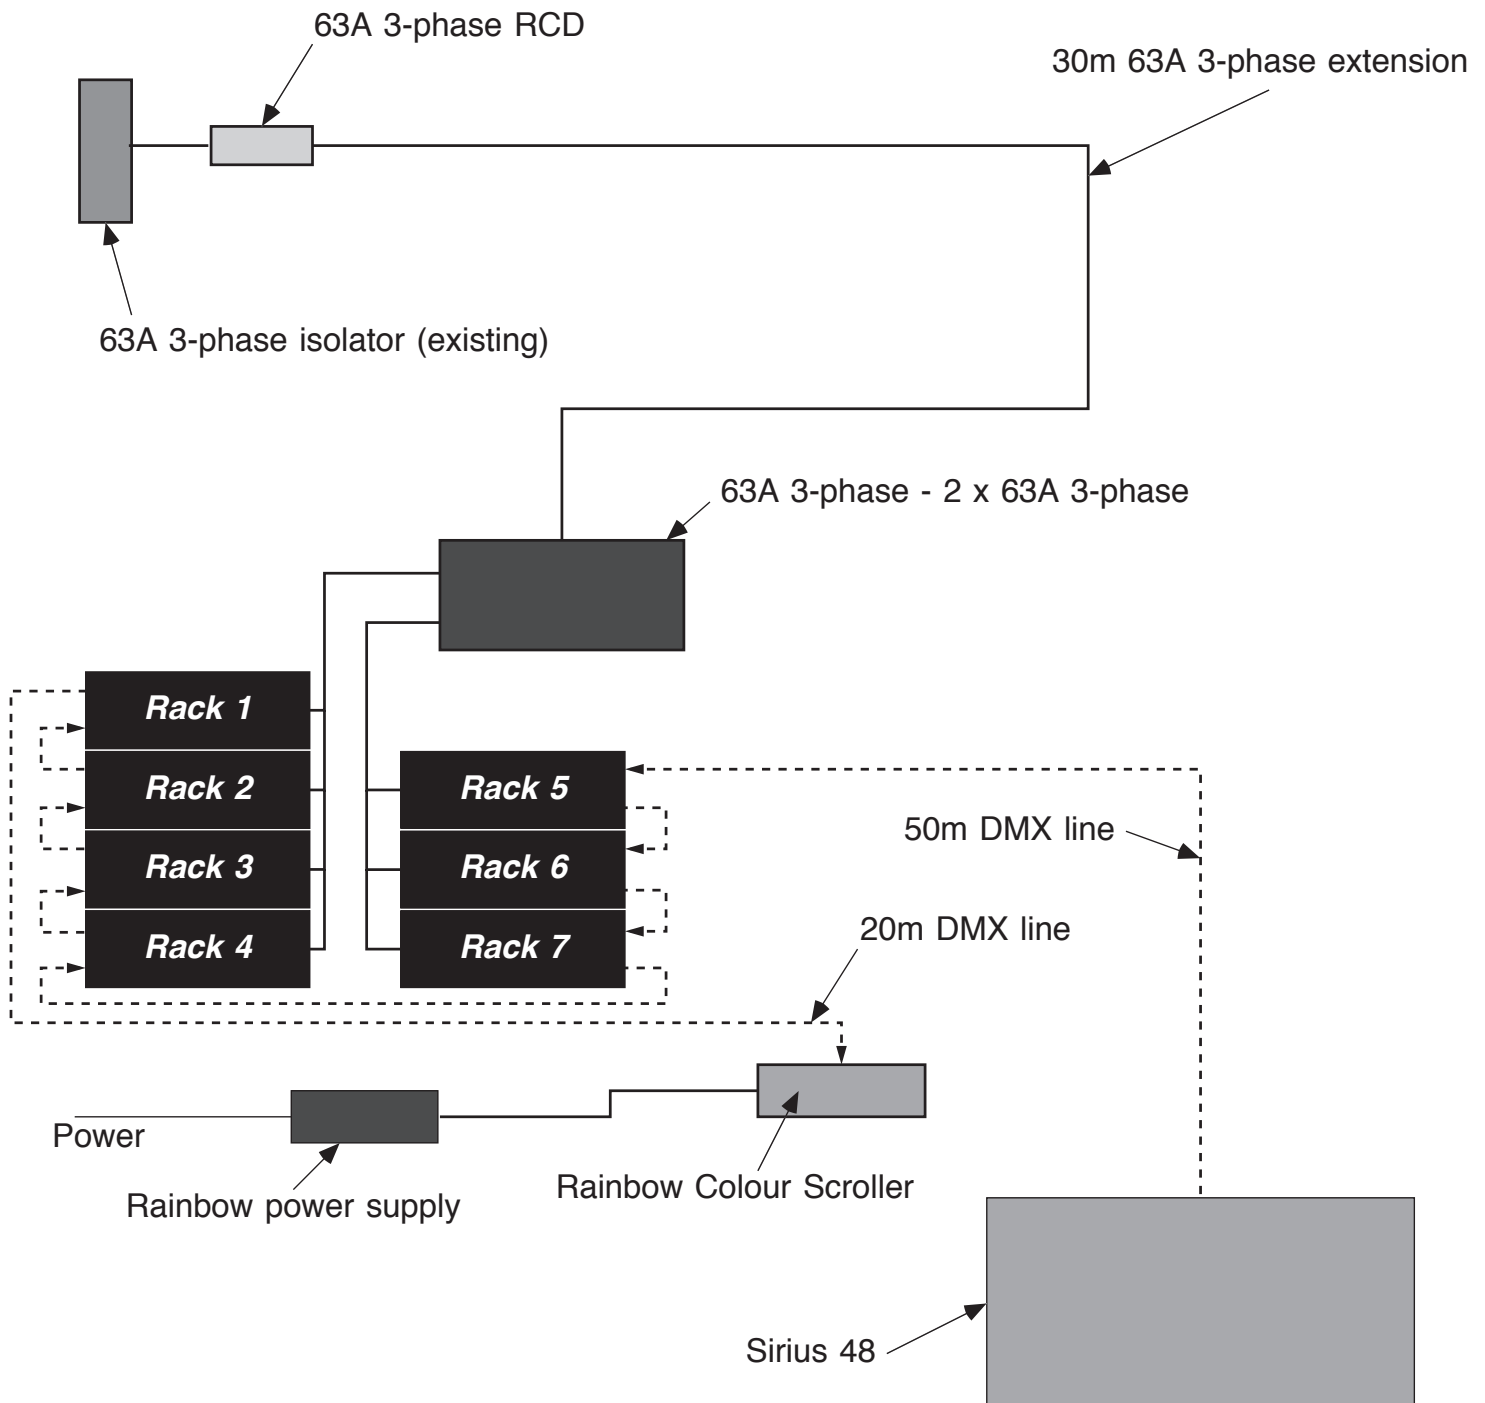 63A 3-phase RCD
30m 63A 3-phase extension
63A 3-phase isolator (existing)
63A 3-phase - 2 x 63A 3-phase
Rack 1
Rack 2
Rack 3
Rack 4
Rack 5
Rack 6
Rack 7
50m DMX line
20m DMX line
Power
Rainbow power supply
Rainbow Colour Scroller
Sirius 48